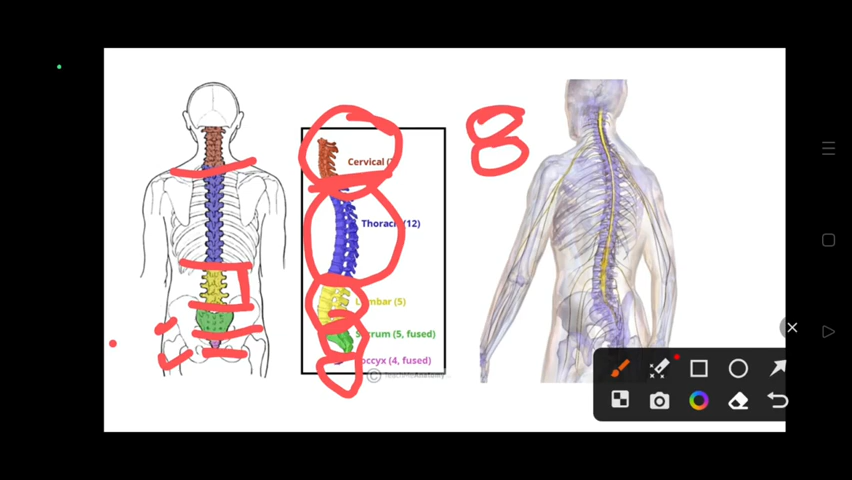 Cervical (
8
Thoracic (12)
Lumbar (5)
Sacrum (5, fused)
Coccyx (4, fused)
©